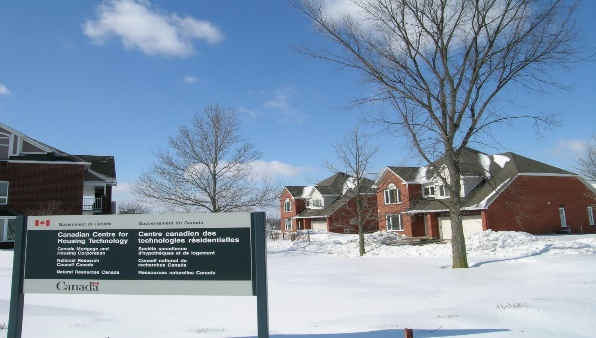 Government of Canada Gouvernement du Canada
Canadian Centre for
Housing Technology
Canada Mortgage and
Housing Corporation
National Research
Council Canada
Natural Resources Canada
Centre canadien des
technologies résidentielles
Société canadienne
d'hypothèques et de logement
Conseil national de
recherches Canada
Ressources naturelles Canada
Canada